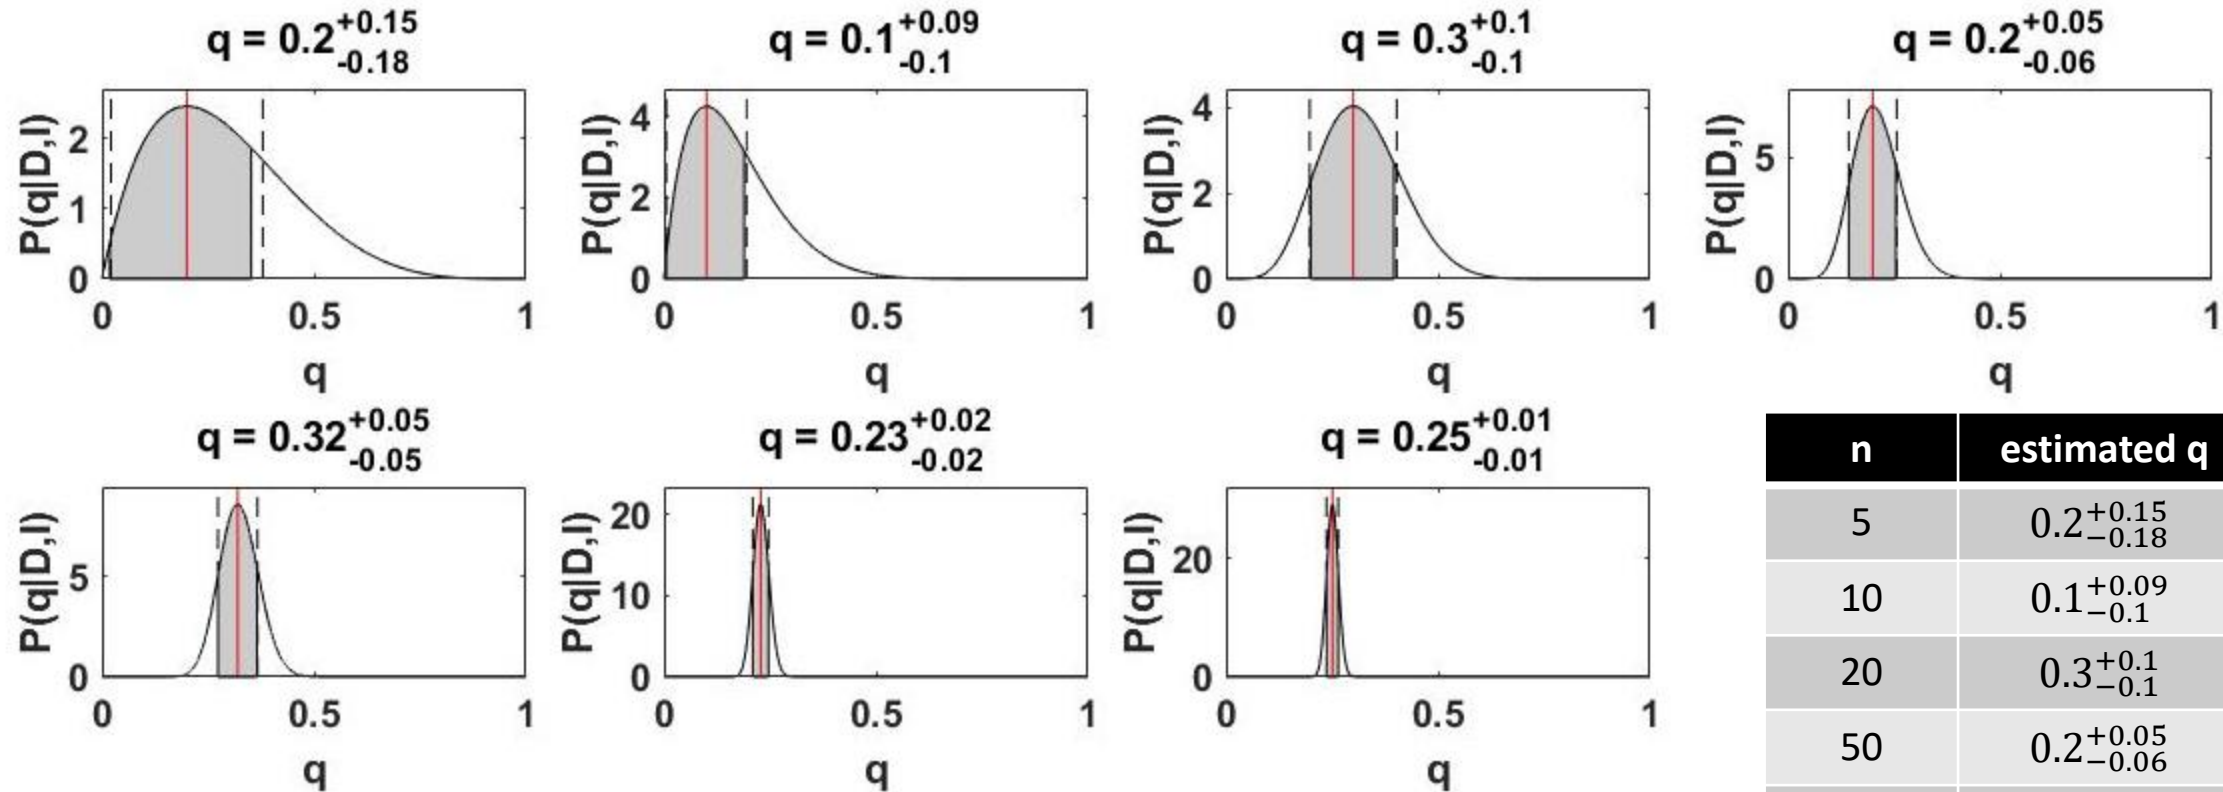 q = 0.2 +0.15 -0.18
P(q|D,I)
2
1
0
0 0.5 1
q
q = 0.1 +0.09 -0.1
P(q|D,I)
4
2
0
0 0.5 1
q
q = 0.3 +0.1 -0.1
P(q|D,I)
4
2
0
0 0.5 1
q
q = 0.2 +0.05 -0.06
P(q|D,I)
5
0
0 0.5 1
q
q = 0.32 +0.05 -0.05
P(q|D,I)
5
0
0 0.5 1
q
q = 0.23 +0.02 -0.02
P(q|D,I)
20
10
0
0 0.5 1
q
q = 0.25 +0.01 -0.01
P(q|D,I)
20
0
0 0.5 1
q
n estimated q
5 0.2 +0.15 −0.18
10 0.1 +0.09 −0.1
20 0.3 +0.1 −0.1
50 0.2 +0.05 −0.06